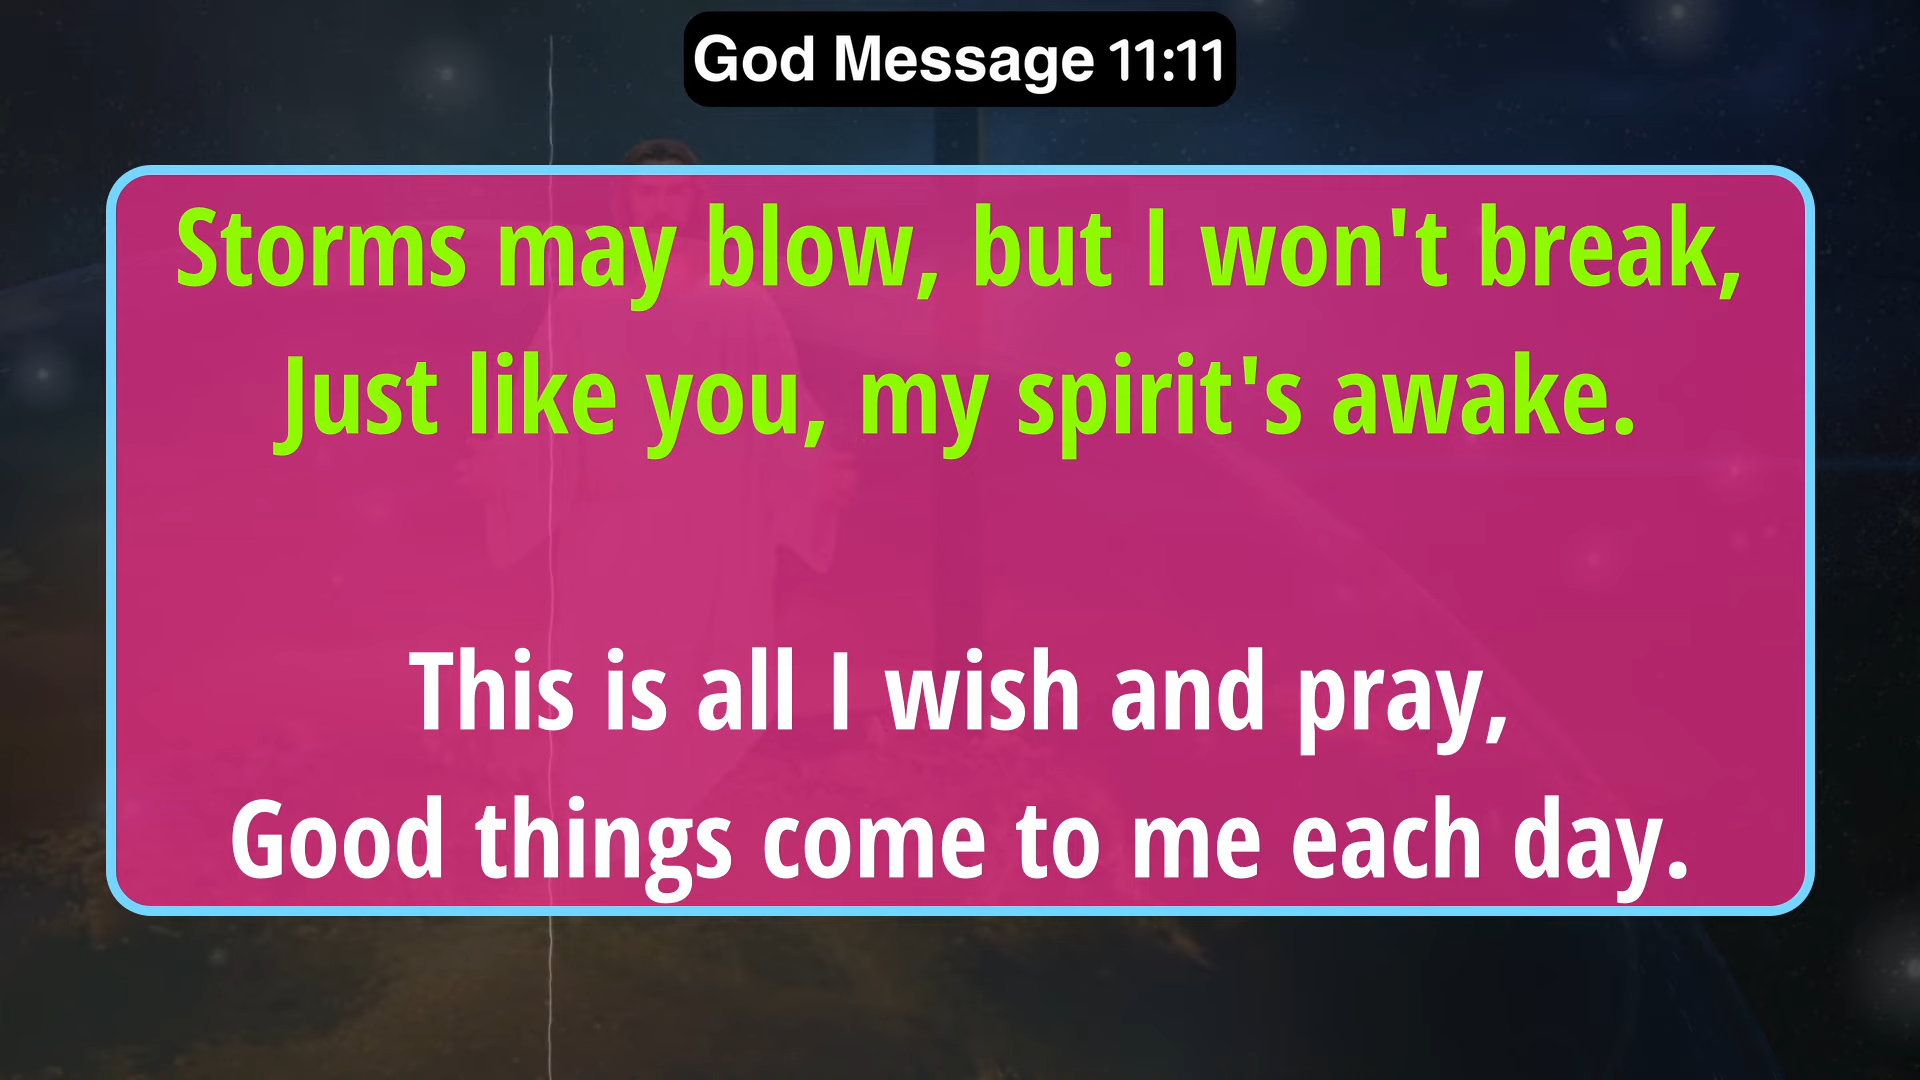 God Message 11:11
Storms may blow, but I won't break,
Just like you, my spirit's awake.
This is all I wish and pray,
Good things come to me each day.